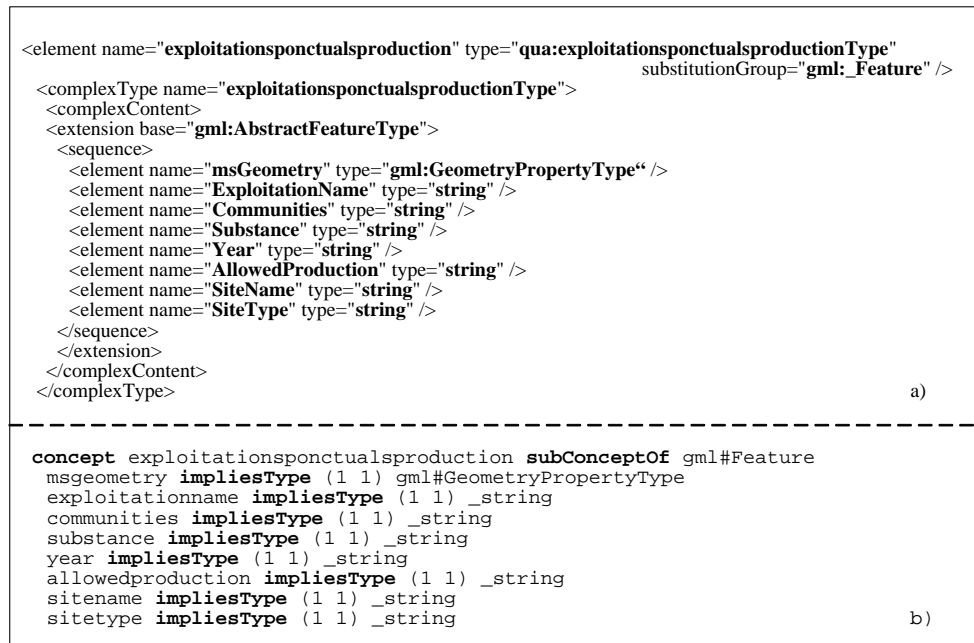 <element name="exploitationsponctualsproduction" type="qua:exploitationsponctualsproductionType"
substitutionGroup="gml:_Feature" />
<complexType name="exploitationsponctualsproductionType">
<complexContent>
<extension base="gml:AbstractFeatureType">
<sequence>
<element name="msGeometry" type="gml:GeometryPropertyType“ />
<element name="ExploitationName" type="string" />
<element name="Communities" type="string" />
<element name="Substance" type="string" />
<element name="Year" type="string" />
<element name="AllowedProduction" type="string" />
<element name="SiteName" type="string" />
<element name="SiteType" type="string" />
</sequence>
</extension>
</complexContent>
</complexType> a)
concept exploitationsponctualsproduction subConceptOf gml#Feature
msgeometry impliesType (1 1) gml#GeometryPropertyType
exploitationname impliesType (1 1) _string
communities impliesType (1 1) _string
substance impliesType (1 1) _string
year impliesType (1 1) _string
allowedproduction impliesType (1 1) _string
sitename impliesType (1 1) _string
sitetype impliesType (1 1) _string b)